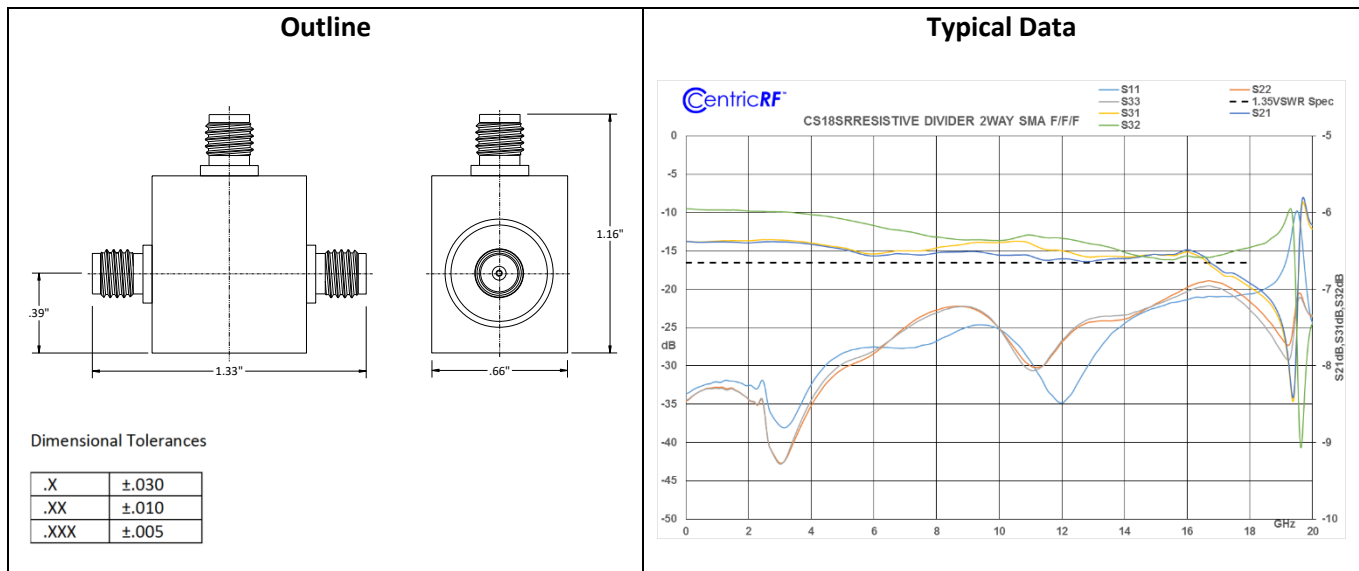 Outline
1.16"
.39"
1.33"
.66"
Dimensional Tolerances
.X ±.030
.XX ±.010
.XXX ±.005
Typical Data
CentricRF™
S11 S22
S33 1.35VSWR Spec
S31 S21
S32
CS18SRRESISTIVE DIVIDER 2WAY SMA F/F/F
0
-5
-10
-15
-20
-25
dB
-30
-35
-40
-45
-50
-5
-6
-7
-8
-9
-10
S21dB,S31dB,S32dB
GHz
0 2 4 6 8 10 12 14 16 18 20